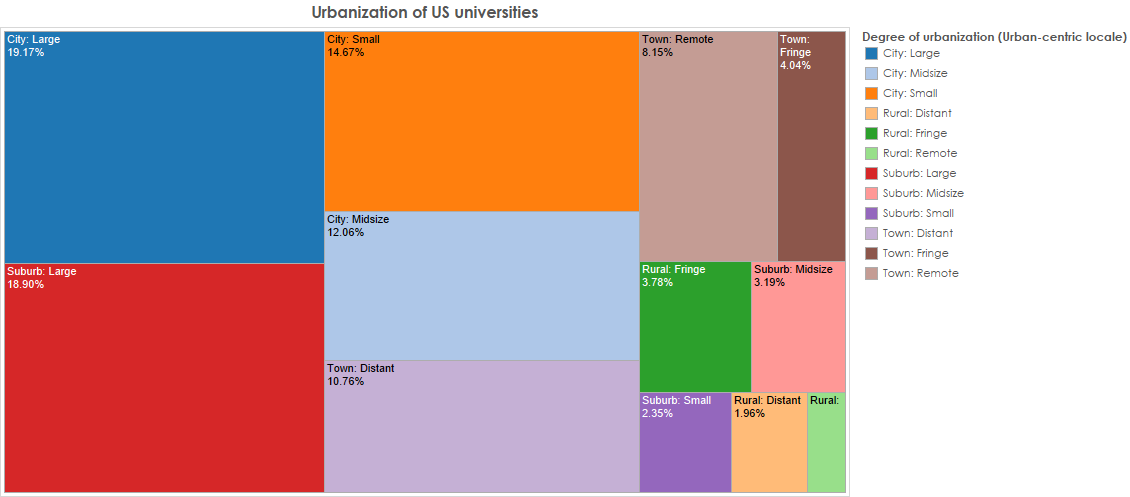 Urbanization of US universities
City: Large
19.17%
Suburb: Large
18.90%
City: Small
14.67%
City: Midsize
12.06%
Town: Distant
10.76%
Town: Remote
8.15%
Town:
Fringe
4.04%
Rural: Fringe
3.78%
Suburb: Midsize
3.19%
Suburb: Small
2.35%
Rural: Distant
1.96%
Rural:
Degree of urbanization (Urban-centric locale)
City: Large
City: Midsize
City: Small
Rural: Distant
Rural: Fringe
Rural: Remote
Suburb: Large
Suburb: Midsize
Suburb: Small
Town: Distant
Town: Fringe
Town: Remote